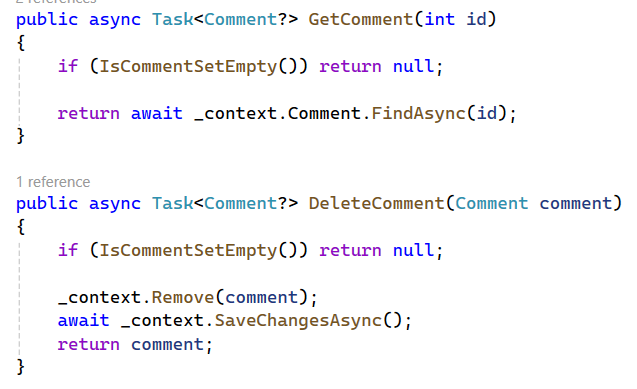 2 references
public async Task<Comment?> GetComment(int id)
{
    if (IsCommentSetEmpty()) return null;

    return await _context.Comment.FindAsync(id);
}

1 reference
public async Task<Comment?> DeleteComment(Comment comment)
{
    if (IsCommentSetEmpty()) return null;

    _context.Remove(comment);
    await _context.SaveChangesAsync();
    return comment;
}